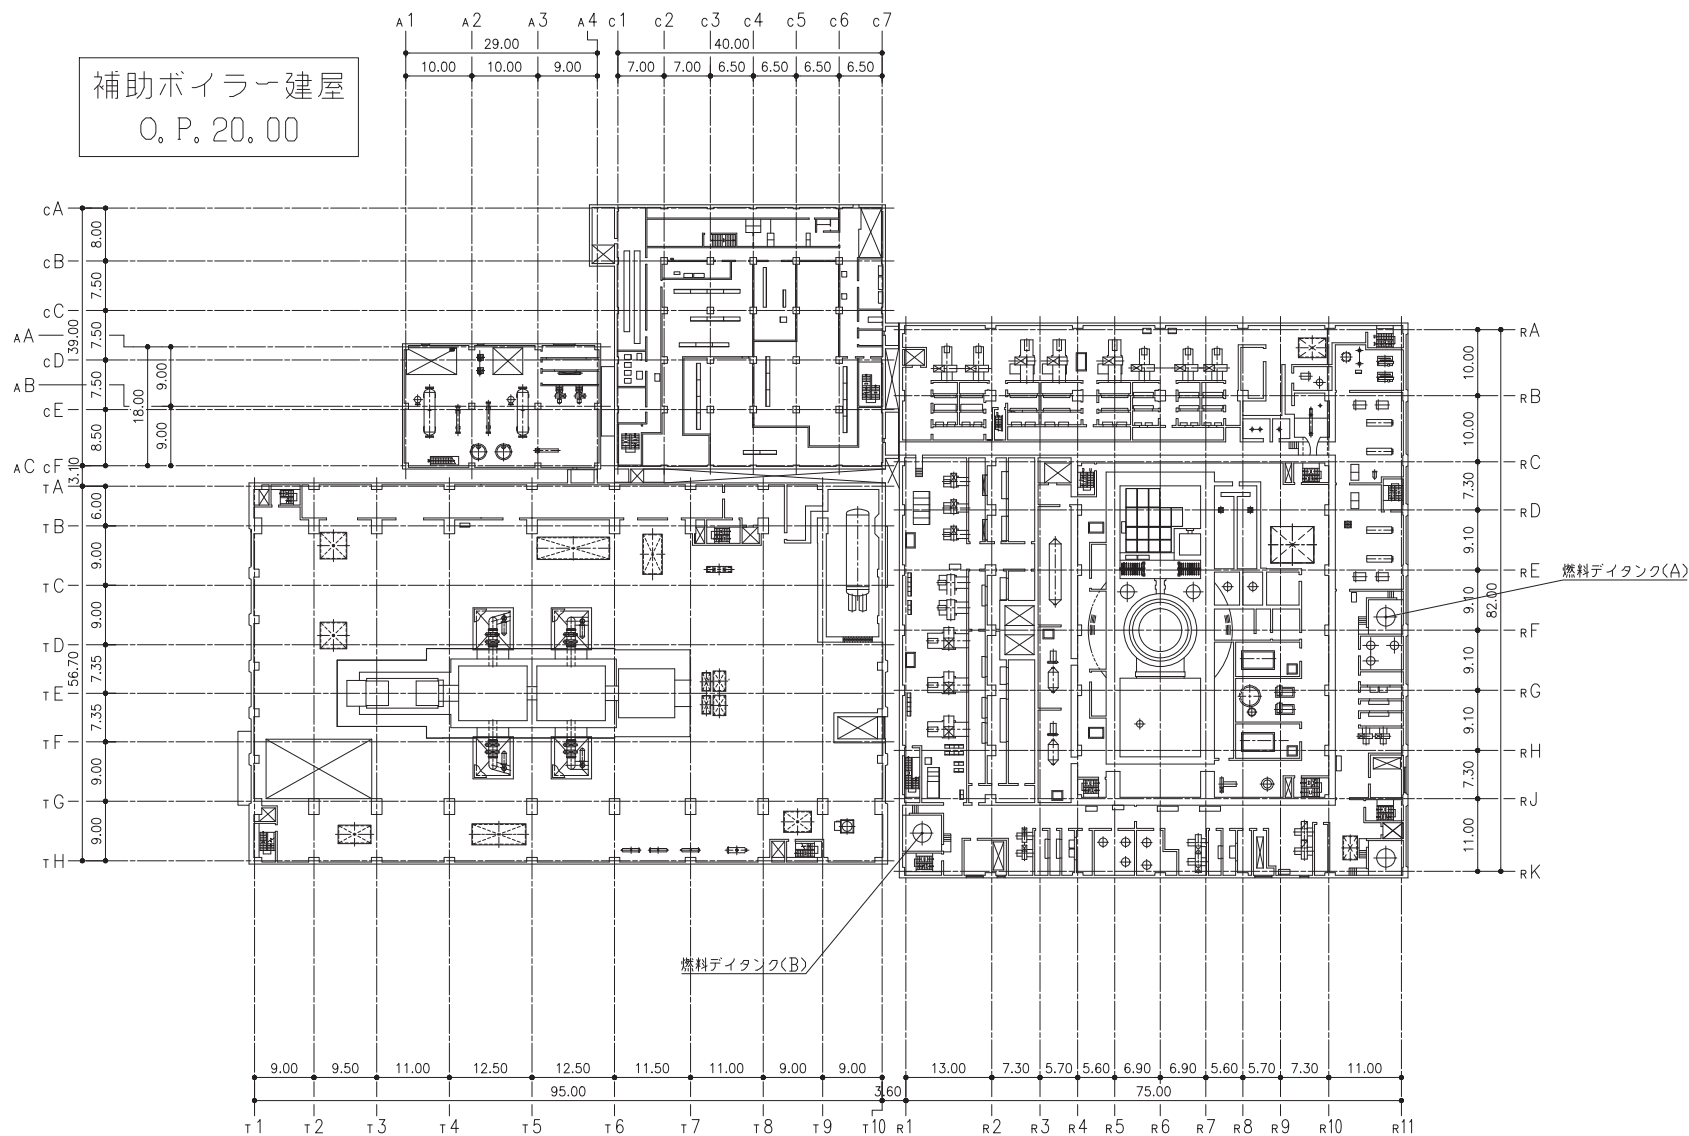 A1 A2 A3 A4 C1 C2 C3 C4 C5 C6 C7
29.00 40.00
10.00 10.00 9.00 7.00 7.00 6.50 6.50 6.50 6.50
補助ボイラー建屋
O.P.20.00
CA
8.00
CB
7.50
CC
AA 39.00 7.50
CD
AB 7.50 18.00 9.00
CE
8.50 9.00
AC CF
3.10
TA
6.00
TB
9.00
TC
9.00
TD
56.70 7.35
TE
7.35
TF
9.00
TG
9.00
TH
RA
10.00
RB
10.00
RC
7.30
RD
9.10
RE
燃料デイタンク(A)
9.10 82.00
RF
9.10
RG
9.10
RH
7.30
RJ
11.00
RK
燃料デイタンク(B)
9.00 9.50 11.00 12.50 12.50 11.50 11.00 9.00 9.00 13.00 7.30 5.70 5.60 6.90 6.90 5.60 5.70 7.30 11.00
95.00 3.60 75.00
T1 T2 T3 T4 T5 T6 T7 T8 T9 T10 R1 R2 R3 R4 R5 R6 R7 R8 R9 R10 R11